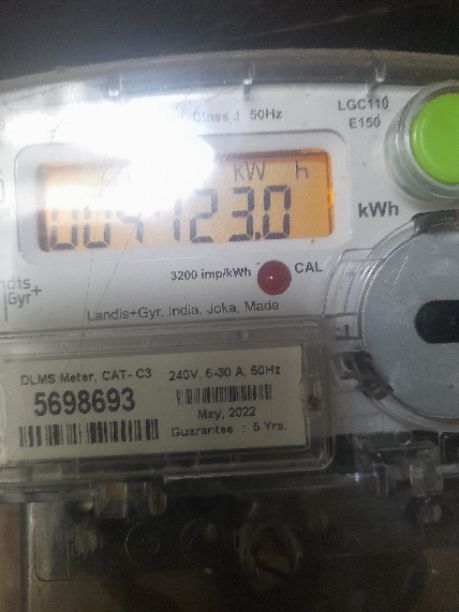 Class 1 50Hz
LGC110
E150
KW h
004123.0
kWh
3200 imp/kWh CAL
Gyr+
Landis+Gyr, India, Joka, Made
DLMS Meter, CAT- C3
5698693
240V, 5-30 A, 50Hz
May, 2022
Guarantee : 5 Yrs.